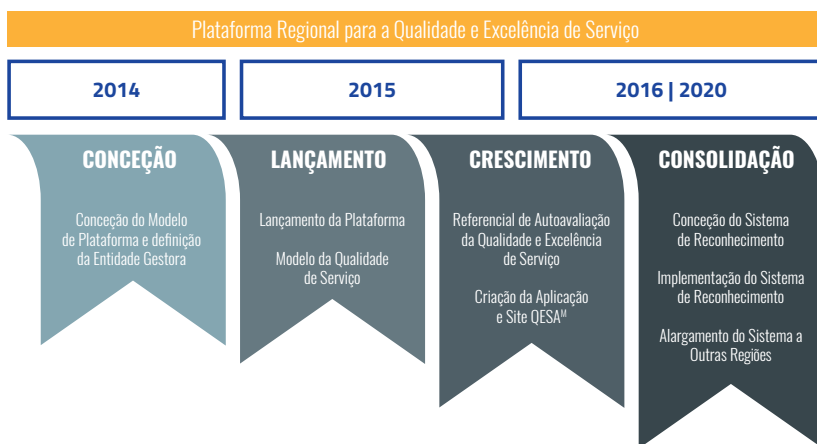 Plataforma Regional para a Qualidade e Excelência de Serviço
2014
2015
2016 | 2020
CONCEÇÃO
Conceção do Modelo
de Plataforma e definição
da Entidade Gestora
LANÇAMENTO
Lançamento da Plataforma
Modelo da Qualidade
de Serviço
CRESCIMENTO
Referencial de Autoavaliação
da Qualidade e Excelência
de Serviço
Criação da Aplicação
e Site QESAᴹ
CONSOLIDAÇÃO
Conceção do Sistema
de Reconhecimento
Implementação do Sistema
de Reconhecimento
Alargamento do Sistema a
Outras Regiões